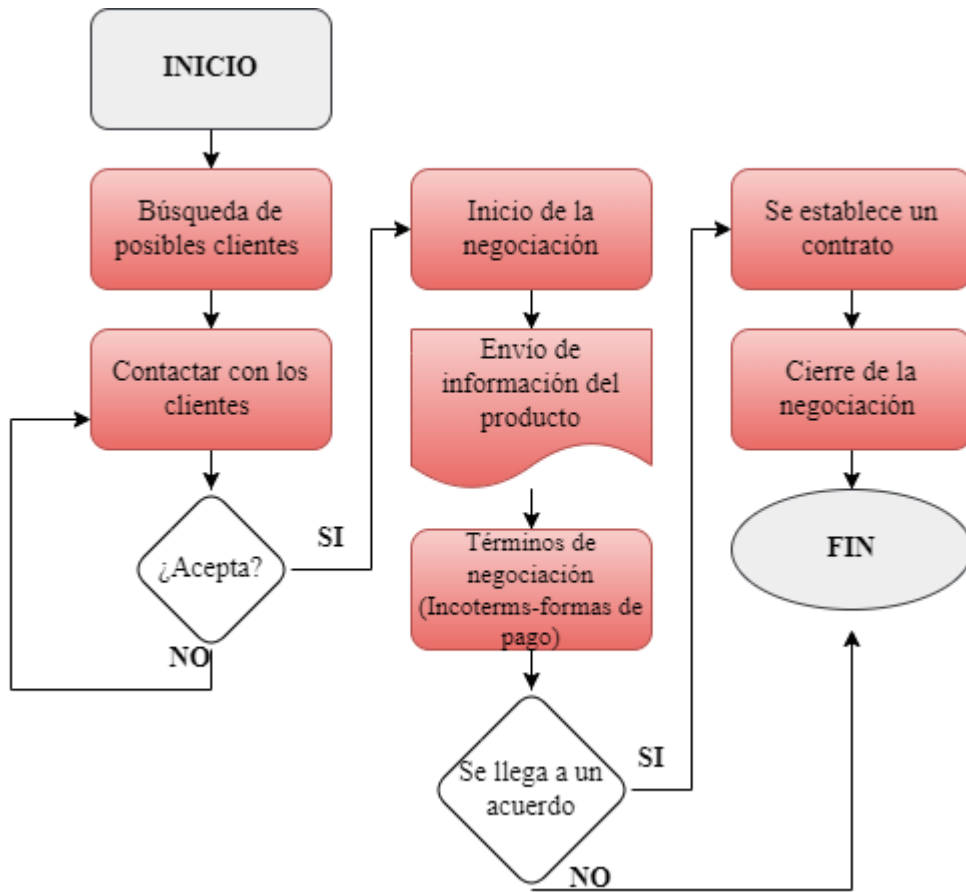 INICIO
Búsqueda de
posibles clientes
Contactar con los
clientes
¿Acepta?
SI
NO
Inicio de la
negociación
Envío de
información del
producto
Términos de
negociación
(Incoterms-formas de
pago)
Se llega a un
acuerdo
SI
NO
Se establece un
contrato
Cierre de la
negociación
FIN